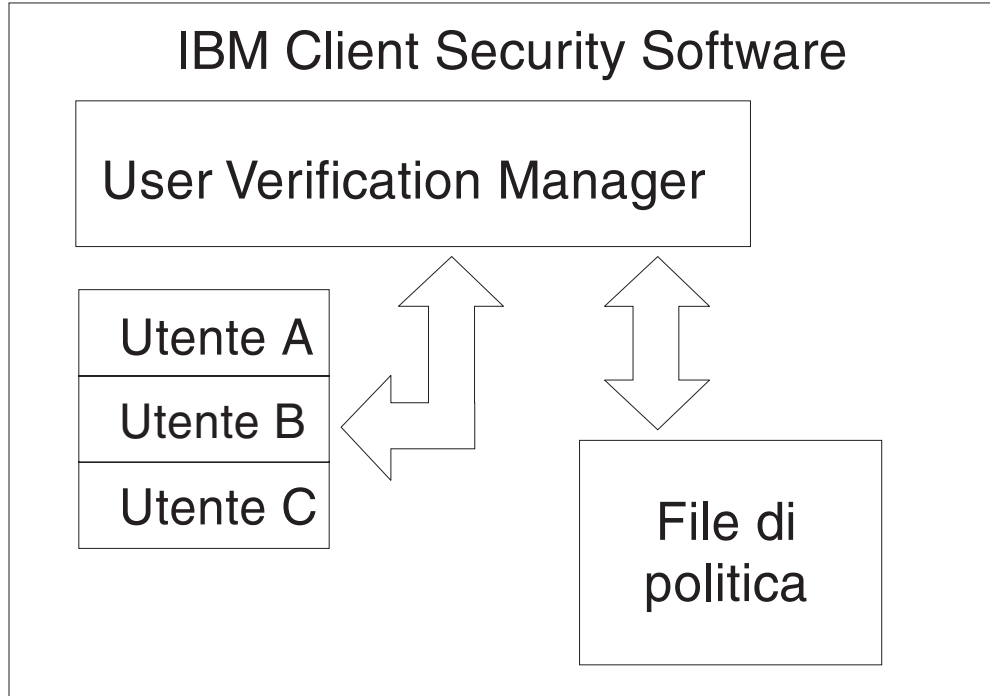 IBM Client Security Software
User Verification Manager
Utente A
Utente B
Utente C
File di
politica